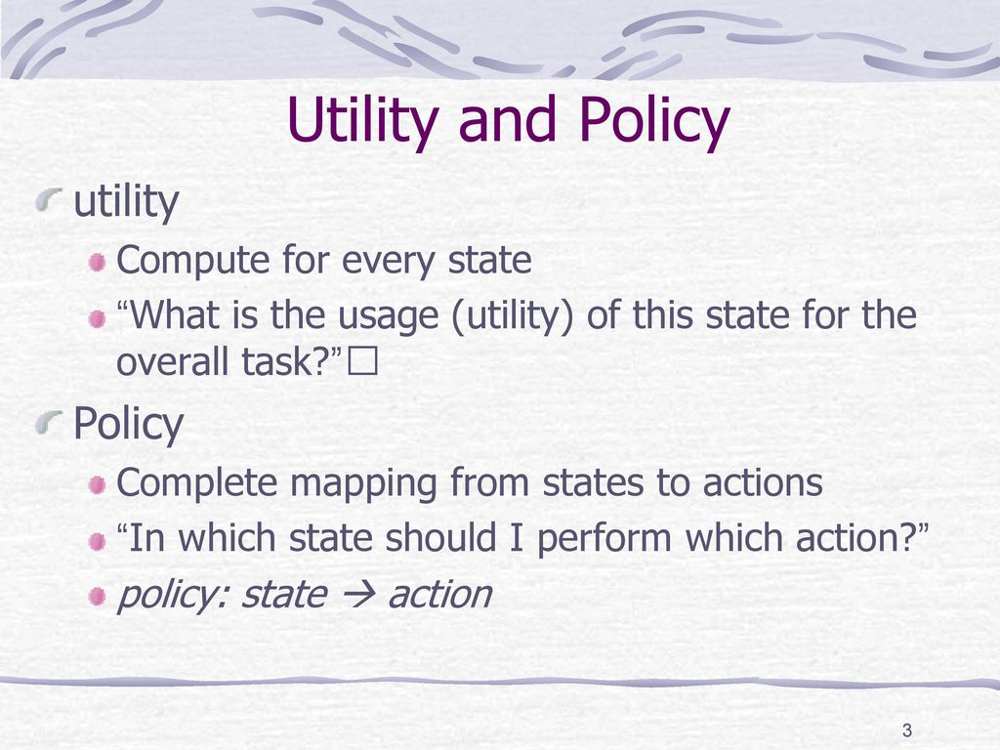 Utility and Policy
utility
Compute for every state
“What is the usage (utility) of this state for the
overall task?”□
Policy
Complete mapping from states to actions
“In which state should I perform which action?”
policy: state → action
3